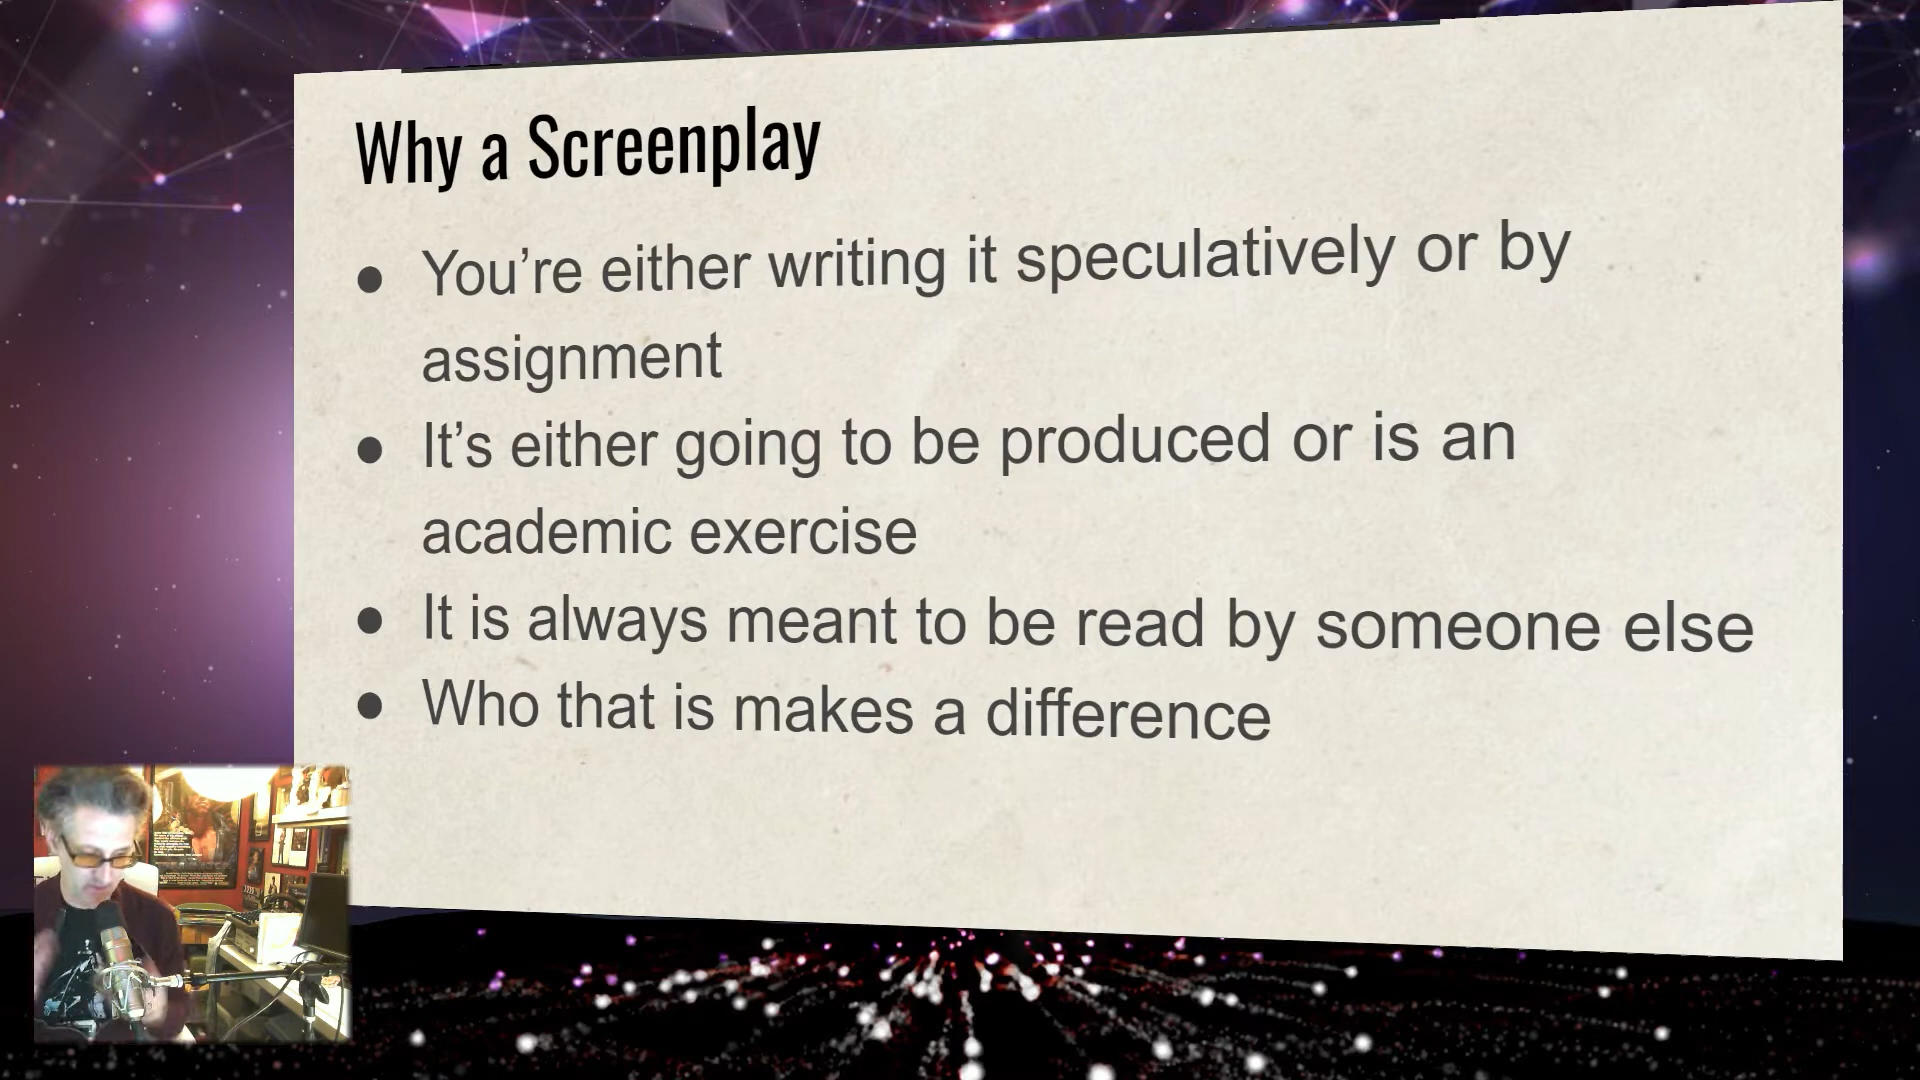 Why a Screenplay
● You’re either writing it speculatively or by
assignment
● It’s either going to be produced or is an
academic exercise
● It is always meant to be read by someone else
● Who that is makes a difference